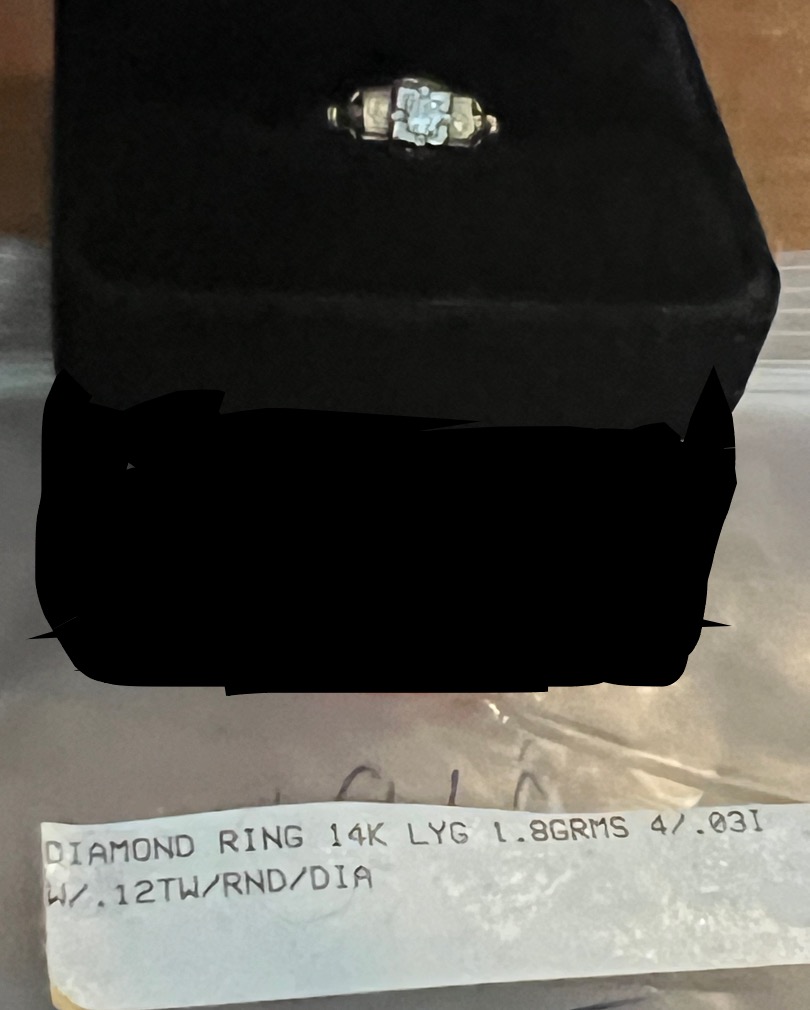 DIAMOND RING 14K LYG 1.8GRMS 4/.03I
W/.12TW/RND/DIA